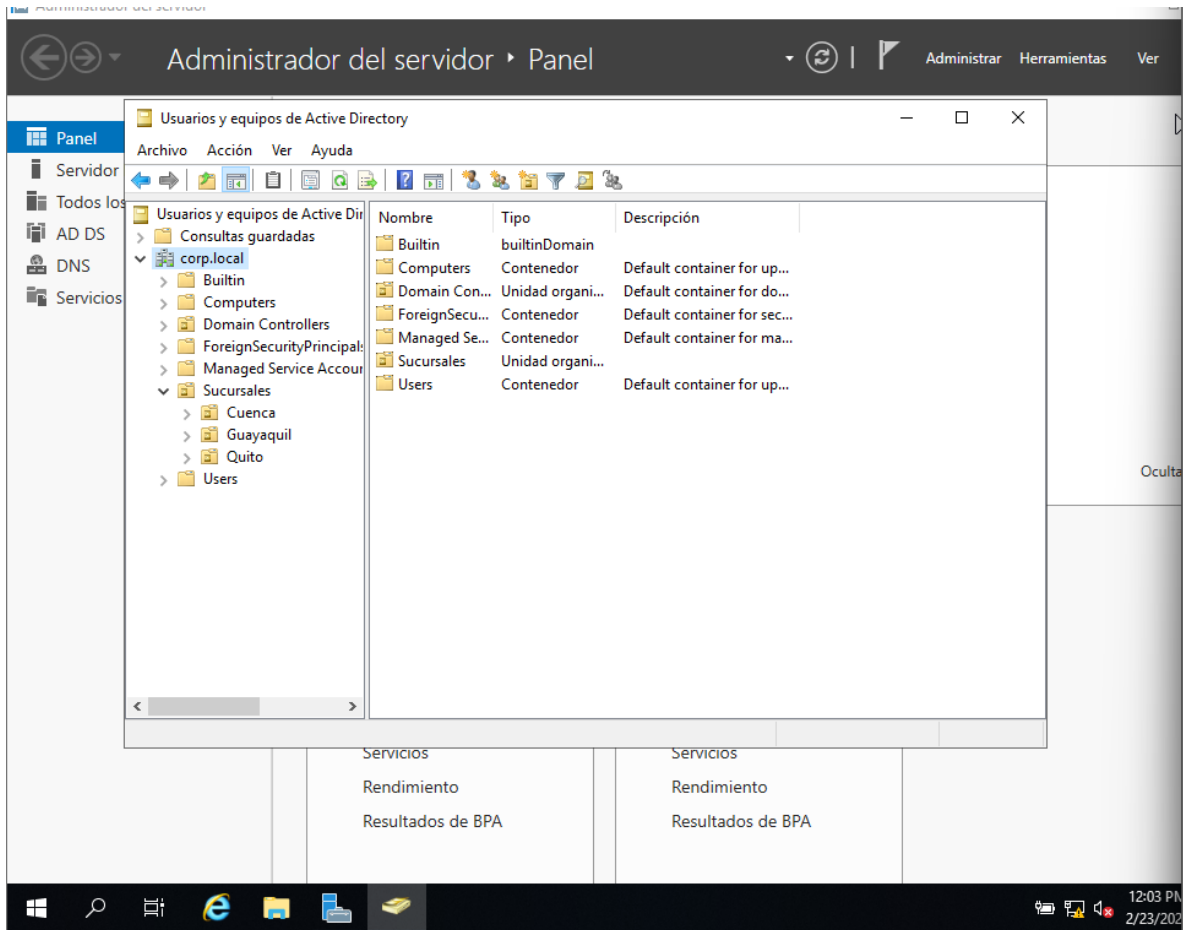 Administrador del servidor
Administrador del servidor ‣ Panel
Administrar Herramientas Ver
Panel
Servidor
Todos los
AD DS
DNS
Servicios
Usuarios y equipos de Active Directory
Archivo Acción Ver Ayuda
Usuarios y equipos de Active Dir
Consultas guardadas
corp.local
Builtin
Computers
Domain Controllers
ForeignSecurityPrincipals
Managed Service Accoun
Sucursales
Cuenca
Guayaquil
Quito
Users
Nombre Tipo Descripción
Builtin builtinDomain
Computers Contenedor Default container for up...
Domain Con... Unidad organi... Default container for do...
ForeignSecu... Contenedor Default container for sec...
Managed Se... Contenedor Default container for ma...
Sucursales Unidad organi...
Users Contenedor Default container for up...
Oculta
Servicios Servicios
Rendimiento Rendimiento
Resultados de BPA Resultados de BPA
12:03 PM
2/23/202